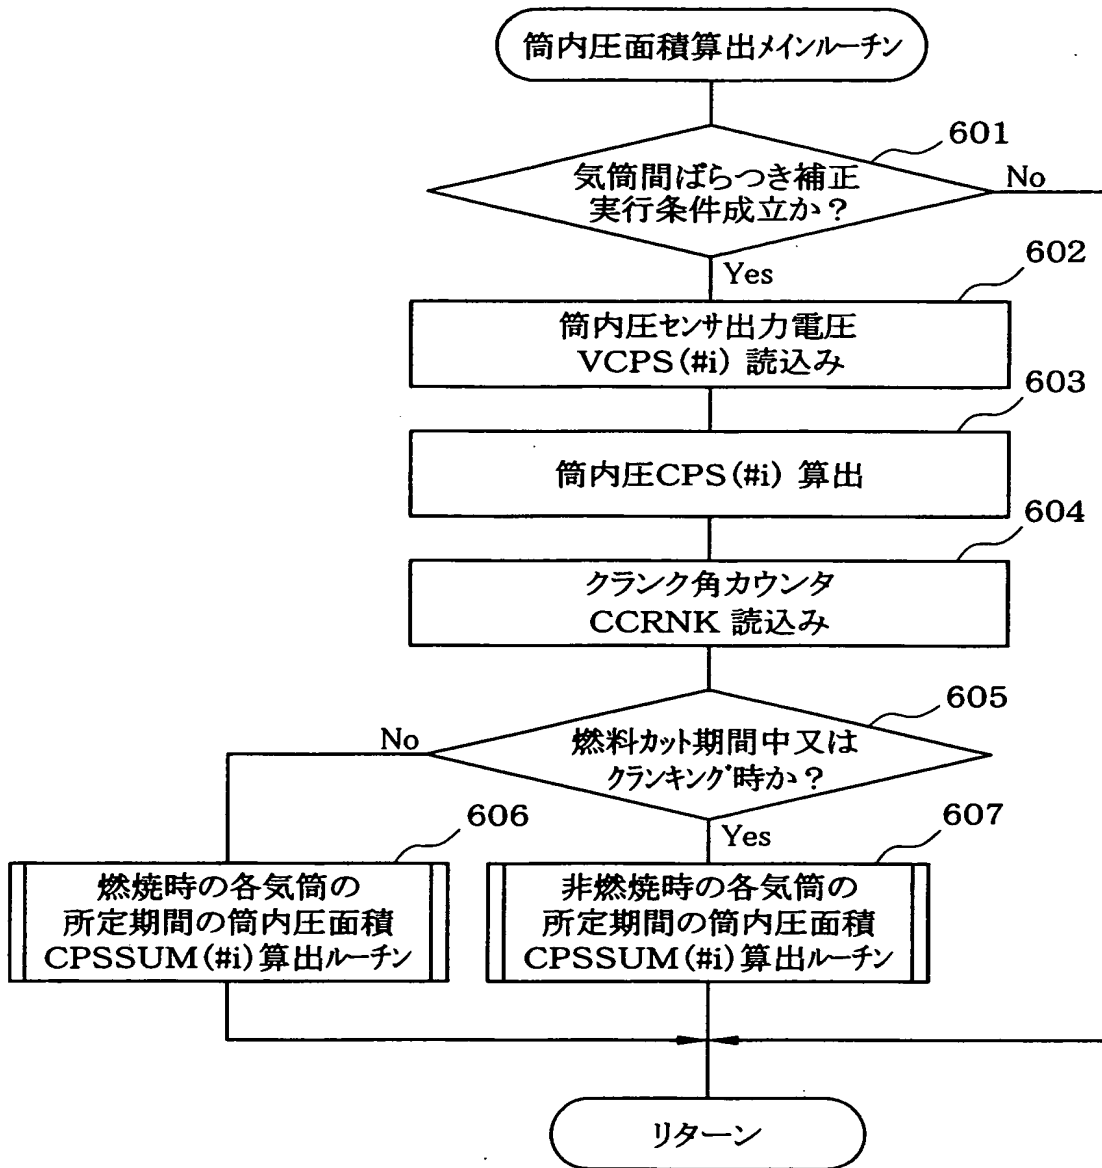 筒内圧面積算出メインルーチン
601
気筒間ばらつき補正
実行条件成立か？
No
Yes
602
筒内圧センサ出力電圧
VCPS(#i) 読込み
603
筒内圧CPS(#i) 算出
604
クランク角カウンタ
CCRNK 読込み
605
燃料カット期間中又は
クランキング時か？
No
Yes
606
燃焼時の各気筒の
所定期間の筒内圧面積
CPSSUM(#i)算出ルーチン
607
非燃焼時の各気筒の
所定期間の筒内圧面積
CPSSUM(#i)算出ルーチン
リターン